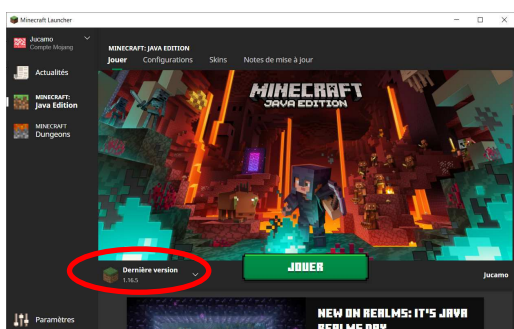 Minecraft Launcher
Jucamo
Compte Mojang
Actualités
MINECRAFT:
Java Edition
MINECRAFT
Dungeons
Paramètres
MINECRAFT: JAVA EDITION
Jouer Configurations Skins Notes de mise à jour
MINECRAFT
JAVA EDITION
Dernière version
1.16.5
JOUER
Jucamo
NEW ON REALMS: IT'S JAVA
REALMS DAY